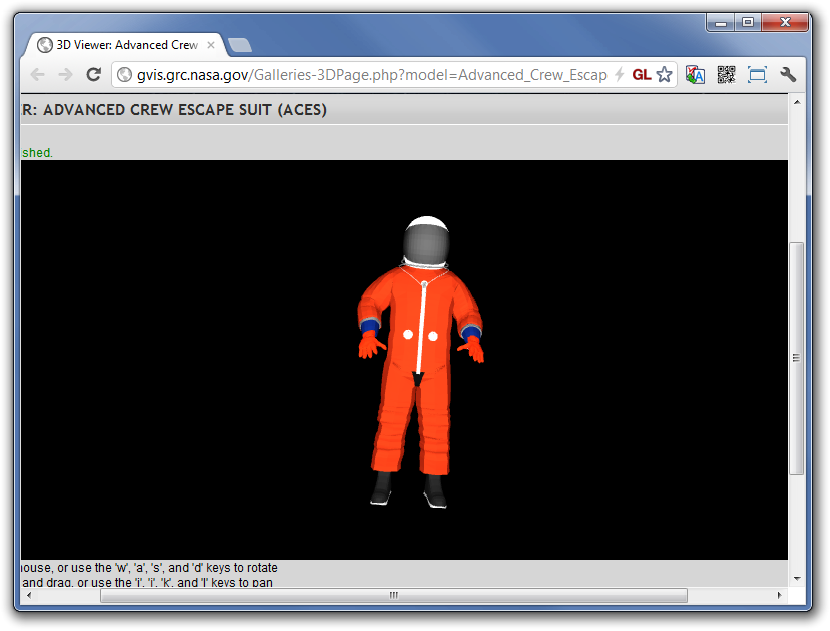 3D Viewer: Advanced Crew
gvis.grc.nasa.gov/Galleries-3DPage.php?model=Advanced_Crew_Escap
GL
R: ADVANCED CREW ESCAPE SUIT (ACES)
shed.
ouse, or use the 'w', 'a', 's', and 'd' keys to rotate
and drag, or use the 'i', 'j', 'k', and 'l' keys to pan